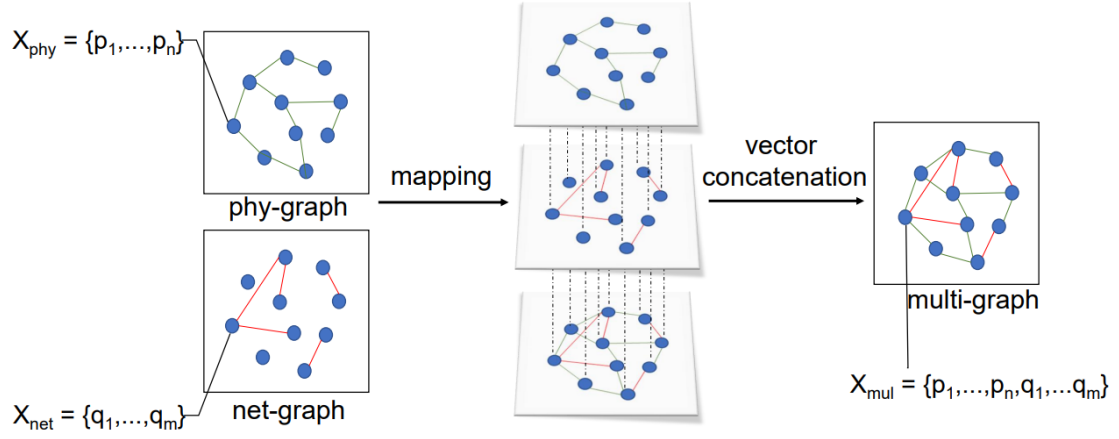 X_phy = {p_1,...,p_n}
phy-graph
mapping
vector
concatenation
multi-graph
net-graph
X_net = {q_1,...,q_m}
X_mul = {p_1,...,p_n,q_1,...q_m}